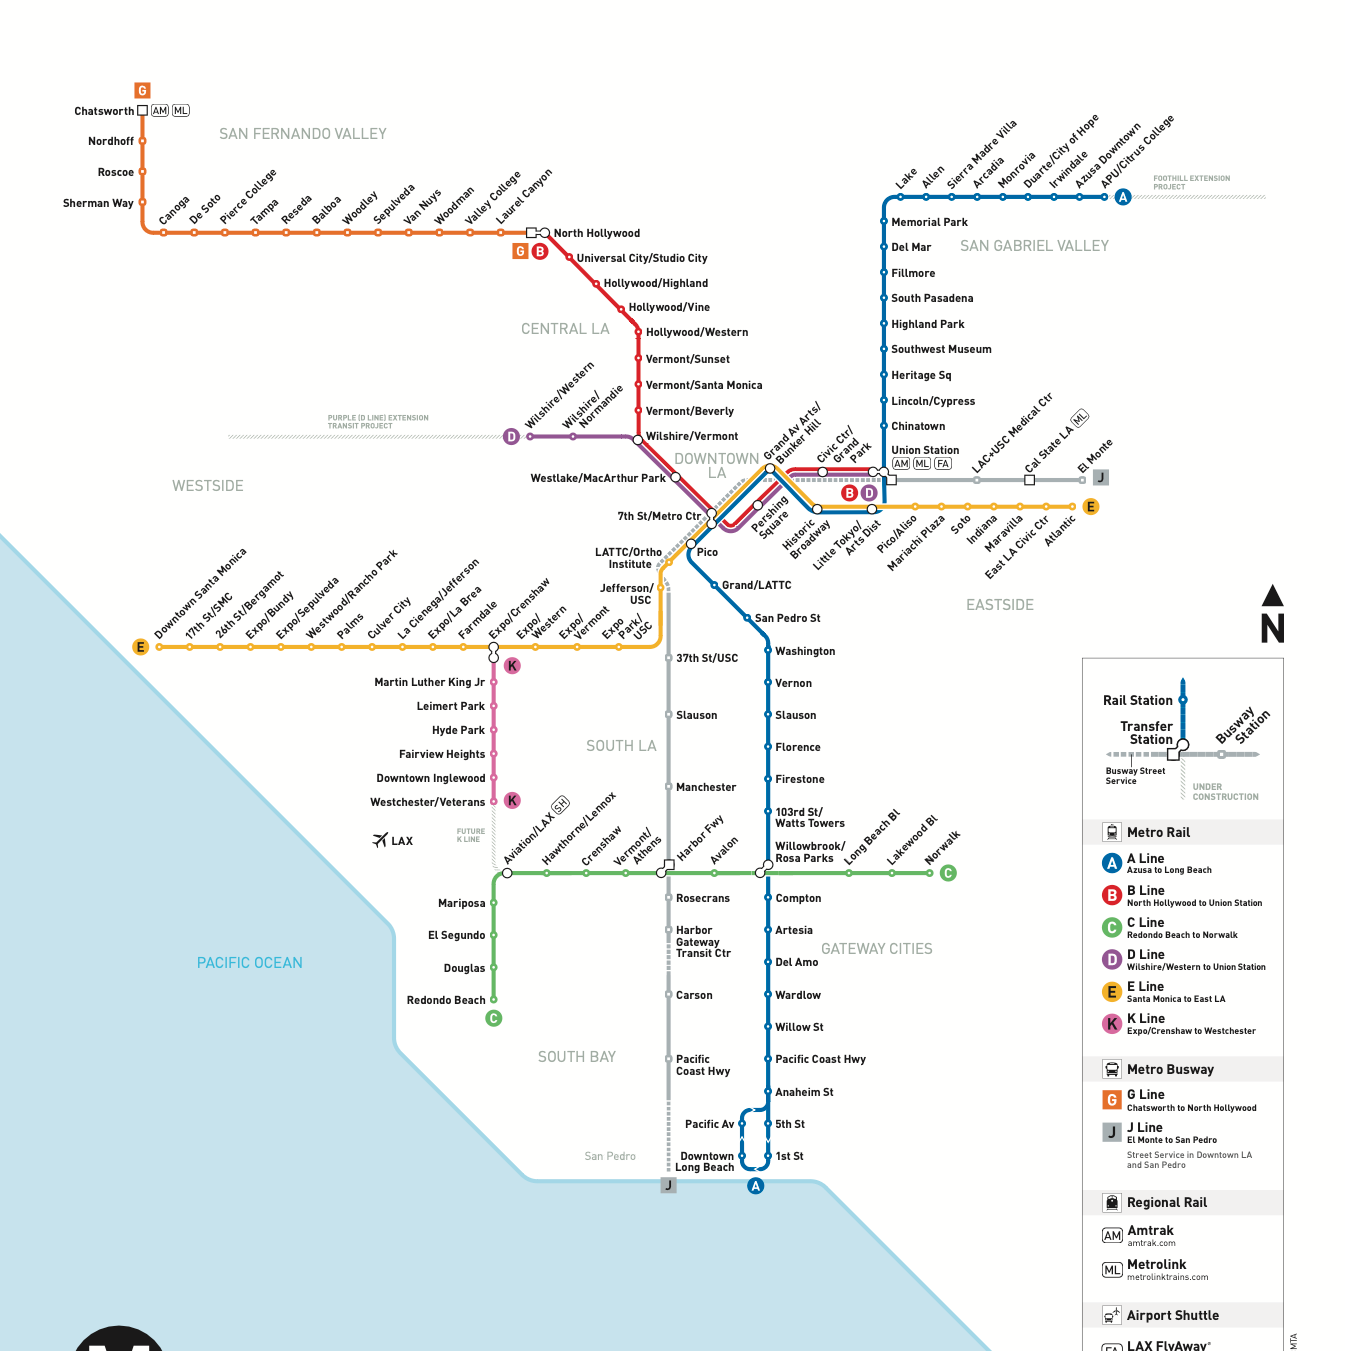 G
Chatsworth AM ML
Nordhoff
Roscoe
Sherman Way
SAN FERNANDO VALLEY
Canoga
De Soto
Pierce College
Tampa
Reseda
Balboa
Woodley
Sepulveda
Van Nuys
Woodman
Valley College
Laurel Canyon
North Hollywood
G B
Universal City/Studio City
Hollywood/Highland
Hollywood/Vine
Hollywood/Western
Vermont/Sunset
Vermont/Santa Monica
Vermont/Beverly
Wilshire/Vermont
CENTRAL LA
PURPLE (D LINE) EXTENSION
TRANSIT PROJECT
D
Wilshire/Western
Wilshire/
Normandie
WESTSIDE
Westlake/MacArthur Park
7th St/Metro Ctr
DOWNTOWN
LA
Pershing
Square
Grand Av Arts/
Bunker Hill
Civic Ctr/
Grand
Park
Historic
Broadway
Little Tokyo/
Arts Dist
B D
Lake
Allen
Sierra Madre Villa
Arcadia
Monrovia
Duarte/City of Hope
Irwindale
Azusa Downtown
APU/Citrus College
A
FOOTHILL EXTENSION
PROJECT
Memorial Park
Del Mar
Fillmore
South Pasadena
Highland Park
Southwest Museum
Heritage Sq
Lincoln/Cypress
Chinatown
Union Station
AM ML FA
SAN GABRIEL VALLEY
LAC+USC Medical Ctr
Cal State LA ML
El Monte
J
E
Pico/Aliso
Mariachi Plaza
Soto
Indiana
Maravilla
East LA Civic Ctr
Atlantic
EASTSIDE
LATTC/Ortho
Institute
Jefferson/
USC
Pico
Grand/LATTC
San Pedro St
Washington
Vernon
Slauson
Florence
Firestone
103rd St/
Watts Towers
Willowbrook/
Rosa Parks
E
Downtown Santa Monica
17th St/SMC
26th St/Bergamot
Expo/Bundy
Expo/Sepulveda
Westwood/Rancho Park
Palms
Culver City
La Cienega/Jefferson
Expo/La Brea
Farmdale
Expo/Crenshaw
Expo/
Western
Expo/
Vermont
Expo
Park/
USC
K
Martin Luther King Jr
Leimert Park
Hyde Park
Fairview Heights
Downtown Inglewood
Westchester/Veterans
K
FUTURE
K LINE
LAX
37th St/USC
Slauson
Manchester
SOUTH LA
Aviation/LAX SH
Hawthorne/Lennox
Crenshaw
Vermont/
Athens
Harbor Fwy
Avalon
Long Beach Bl
Lakewood Bl
Norwalk
C
Mariposa
El Segundo
Douglas
Redondo Beach
C
Rosecrans
Harbor
Gateway
Transit Ctr
Carson
Pacific
Coast Hwy
Compton
Artesia
Del Amo
Wardlow
Willow St
Pacific Coast Hwy
Anaheim St
Pacific Av
5th St
Downtown
Long Beach
1st St
GATEWAY CITIES
SOUTH BAY
San Pedro
J
A
PACIFIC OCEAN
N
Rail Station
Transfer
Station
Busway
Station
Busway Street
Service
UNDER
CONSTRUCTION
Metro Rail
A A Line
Azusa to Long Beach
B B Line
North Hollywood to Union Station
C C Line
Redondo Beach to Norwalk
D D Line
Wilshire/Western to Union Station
E E Line
Santa Monica to East LA
K K Line
Expo/Crenshaw to Westchester
Metro Busway
G G Line
Chatsworth to North Hollywood
J J Line
El Monte to San Pedro
Street Service in Downtown LA
and San Pedro
Regional Rail
AM Amtrak
amtrak.com
ML Metrolink
metrolinktrains.com
Airport Shuttle
FA LAX FlyAway®
MTA